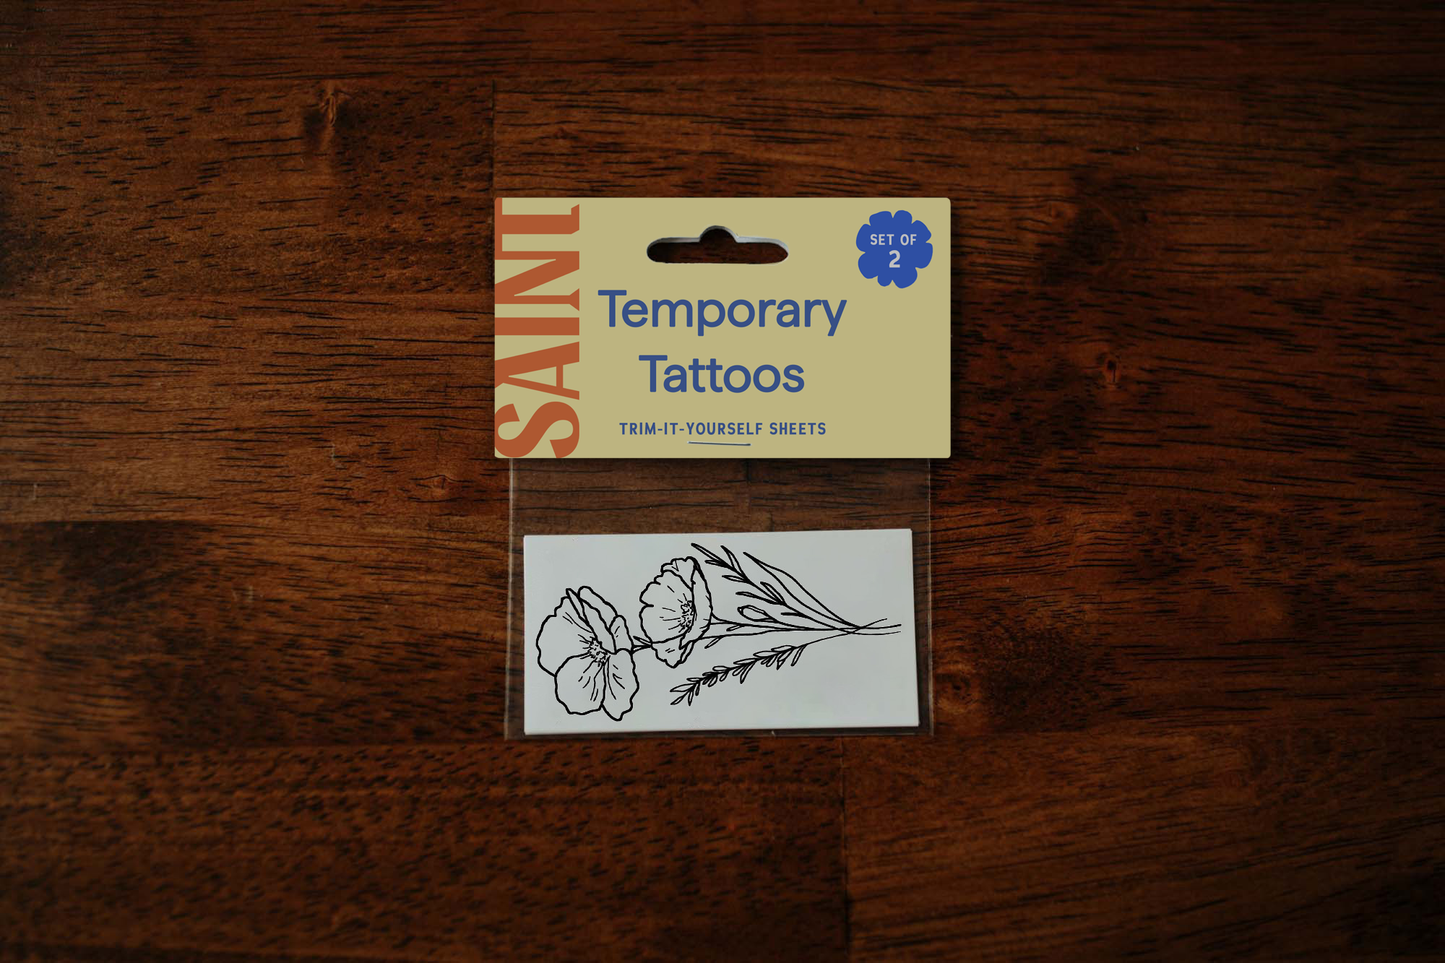 SAINT
SET OF
2
Temporary
Tattoos
TRIM-IT-YOURSELF SHEETS